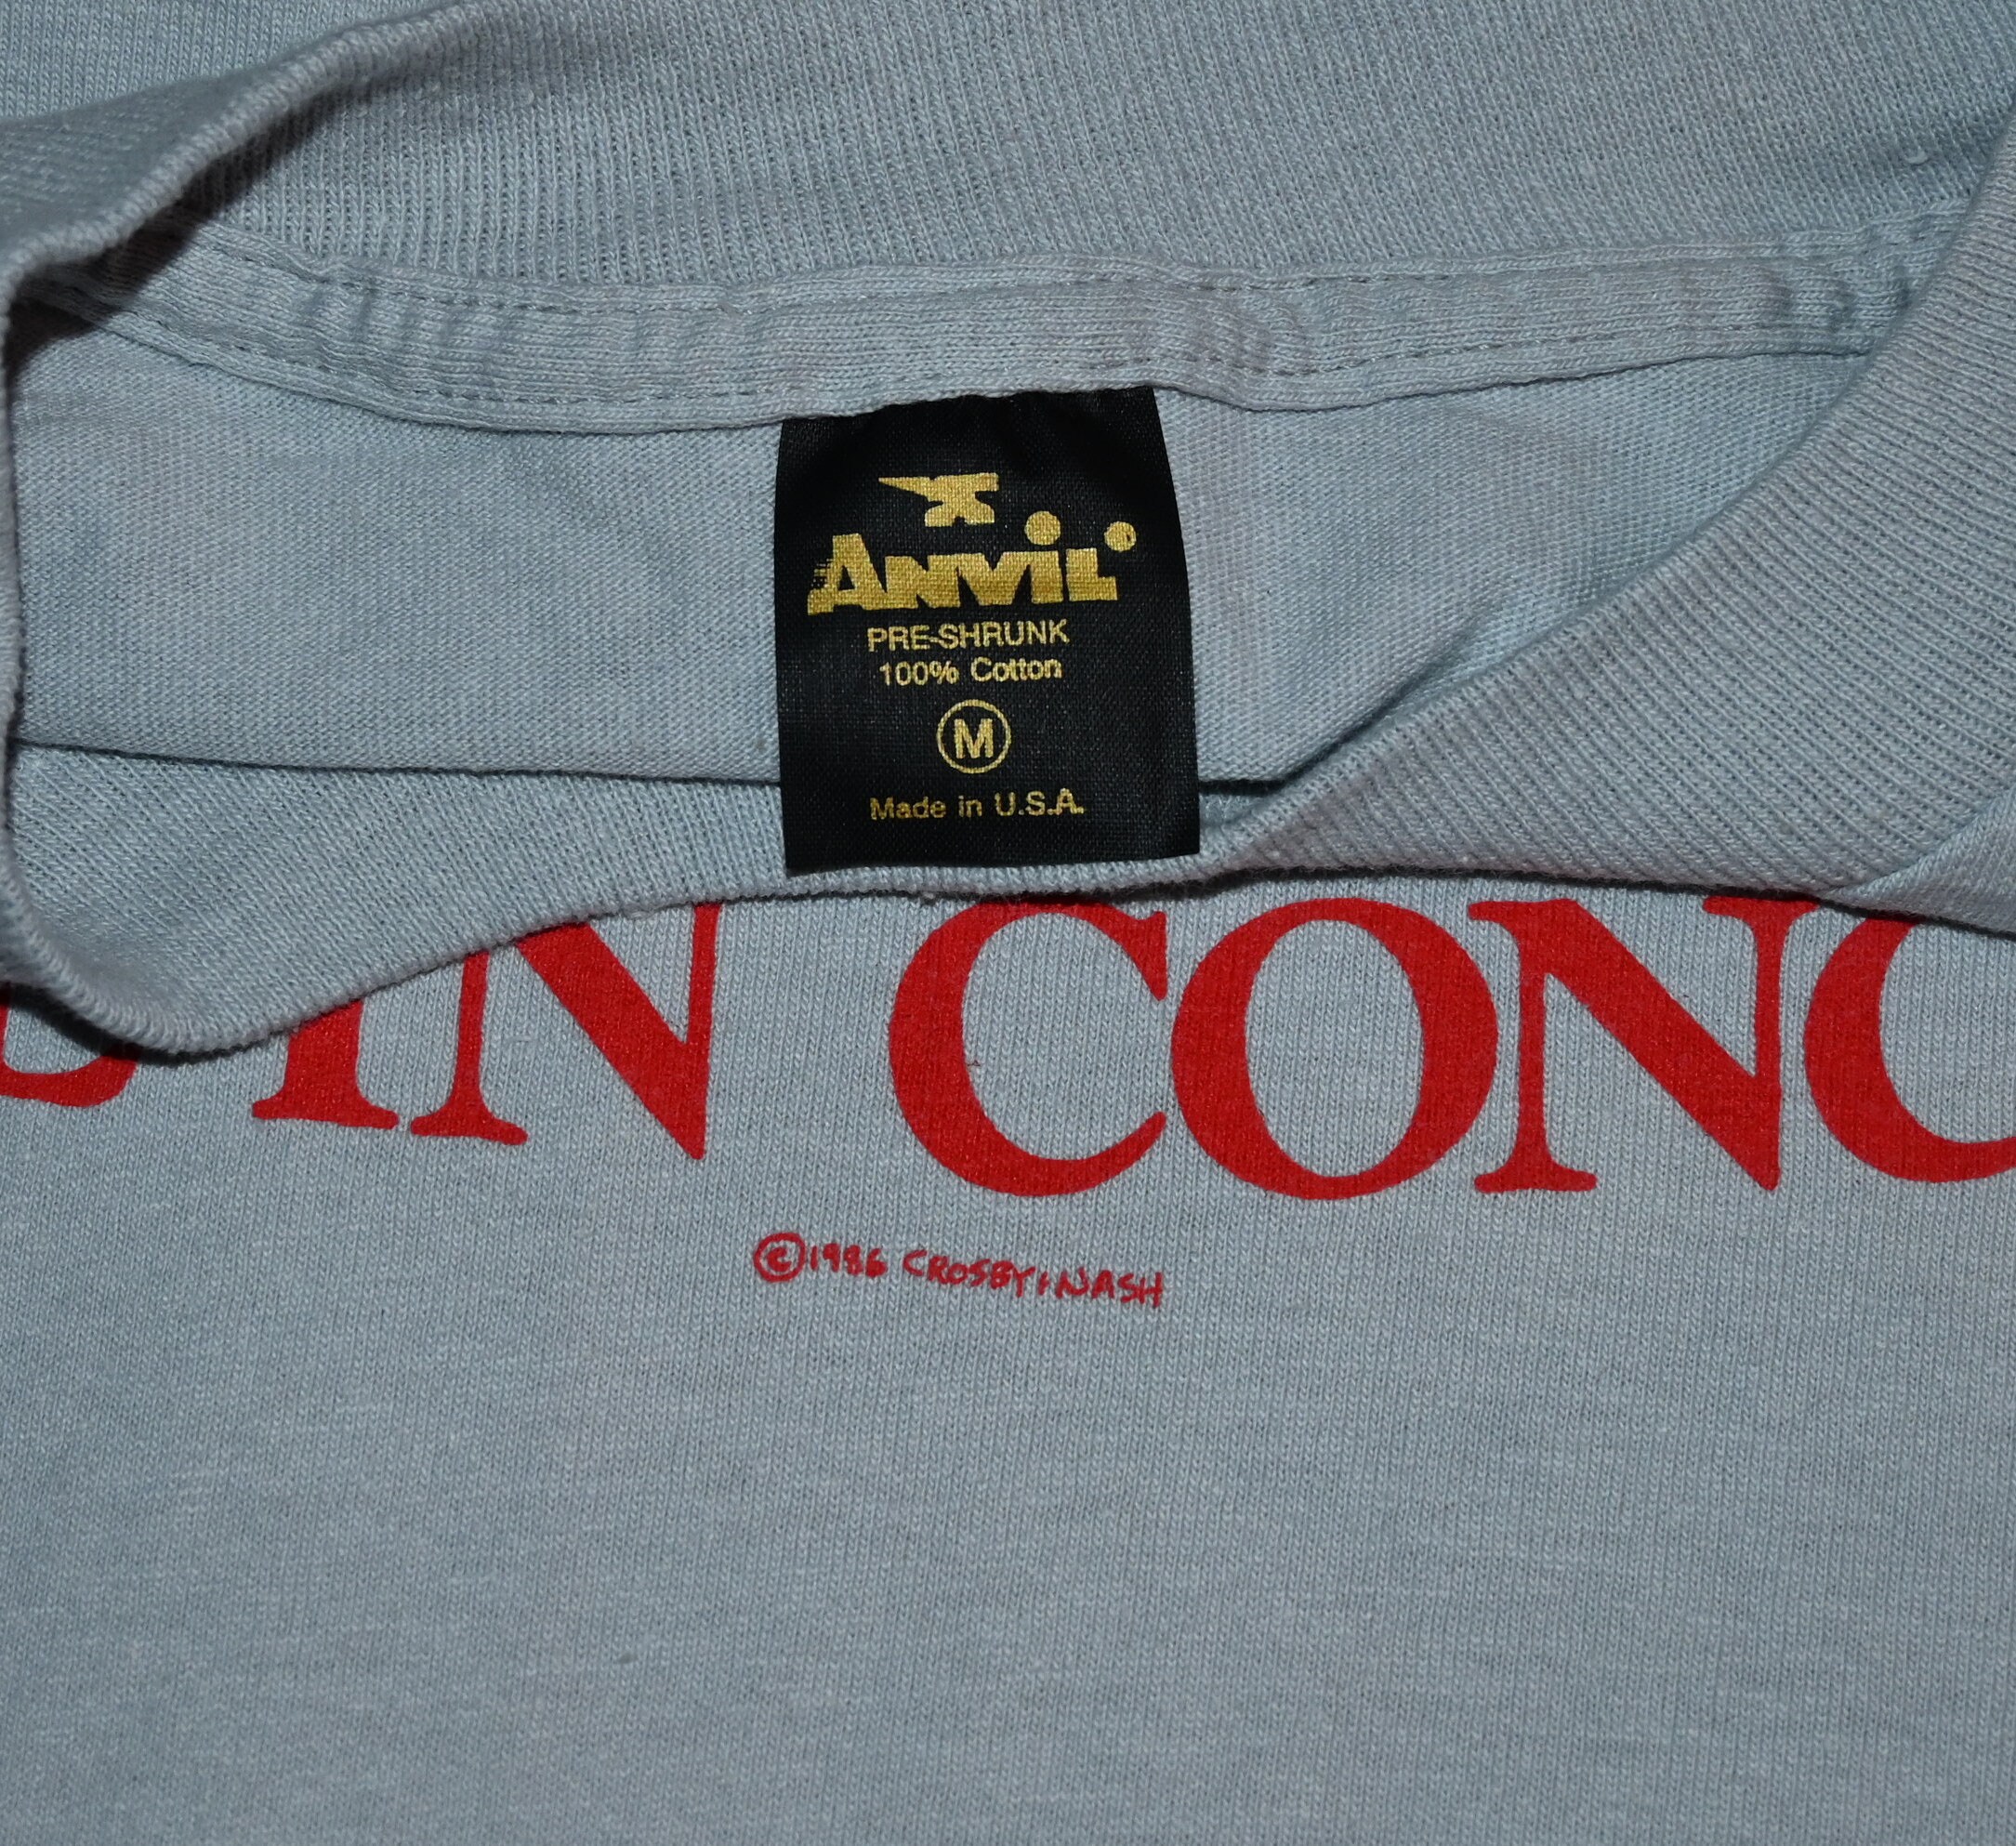 ANViL
PRE-SHRUNK
100% Cotton
M
Made in U.S.A.
IN CONC
©1986 CROSBY & NASH